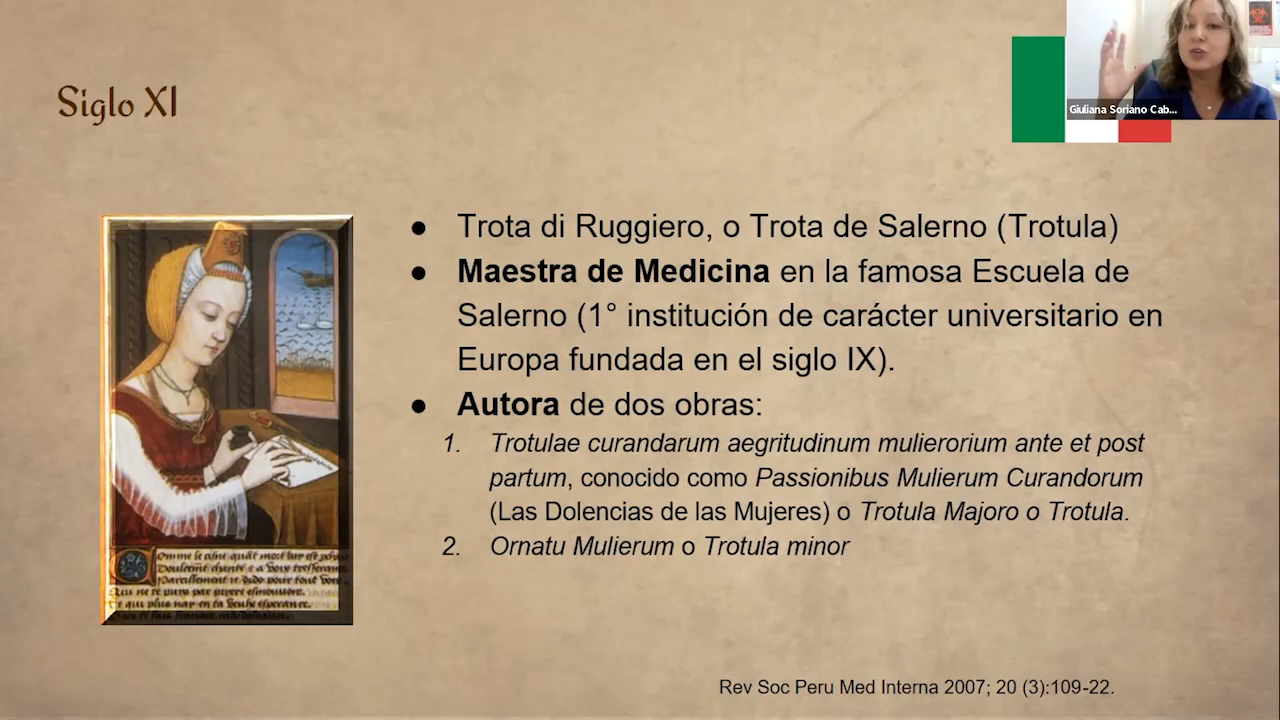 Siglo XI
Giuliana Soriano Cab...
● Trota di Ruggiero, o Trota de Salerno (Trotula)
● Maestra de Medicina en la famosa Escuela de
Salerno (1° institución de carácter universitario en
Europa fundada en el siglo IX).
● Autora de dos obras:
1. Trotulae curandarum aegritudinum mulierorium ante et post
partum, conocido como Passionibus Mulierum Curandorum
(Las Dolencias de las Mujeres) o Trotula Majoro o Trotula.
2. Ornatu Mulierum o Trotula minor
Rev Soc Peru Med Interna 2007; 20 (3):109-22.